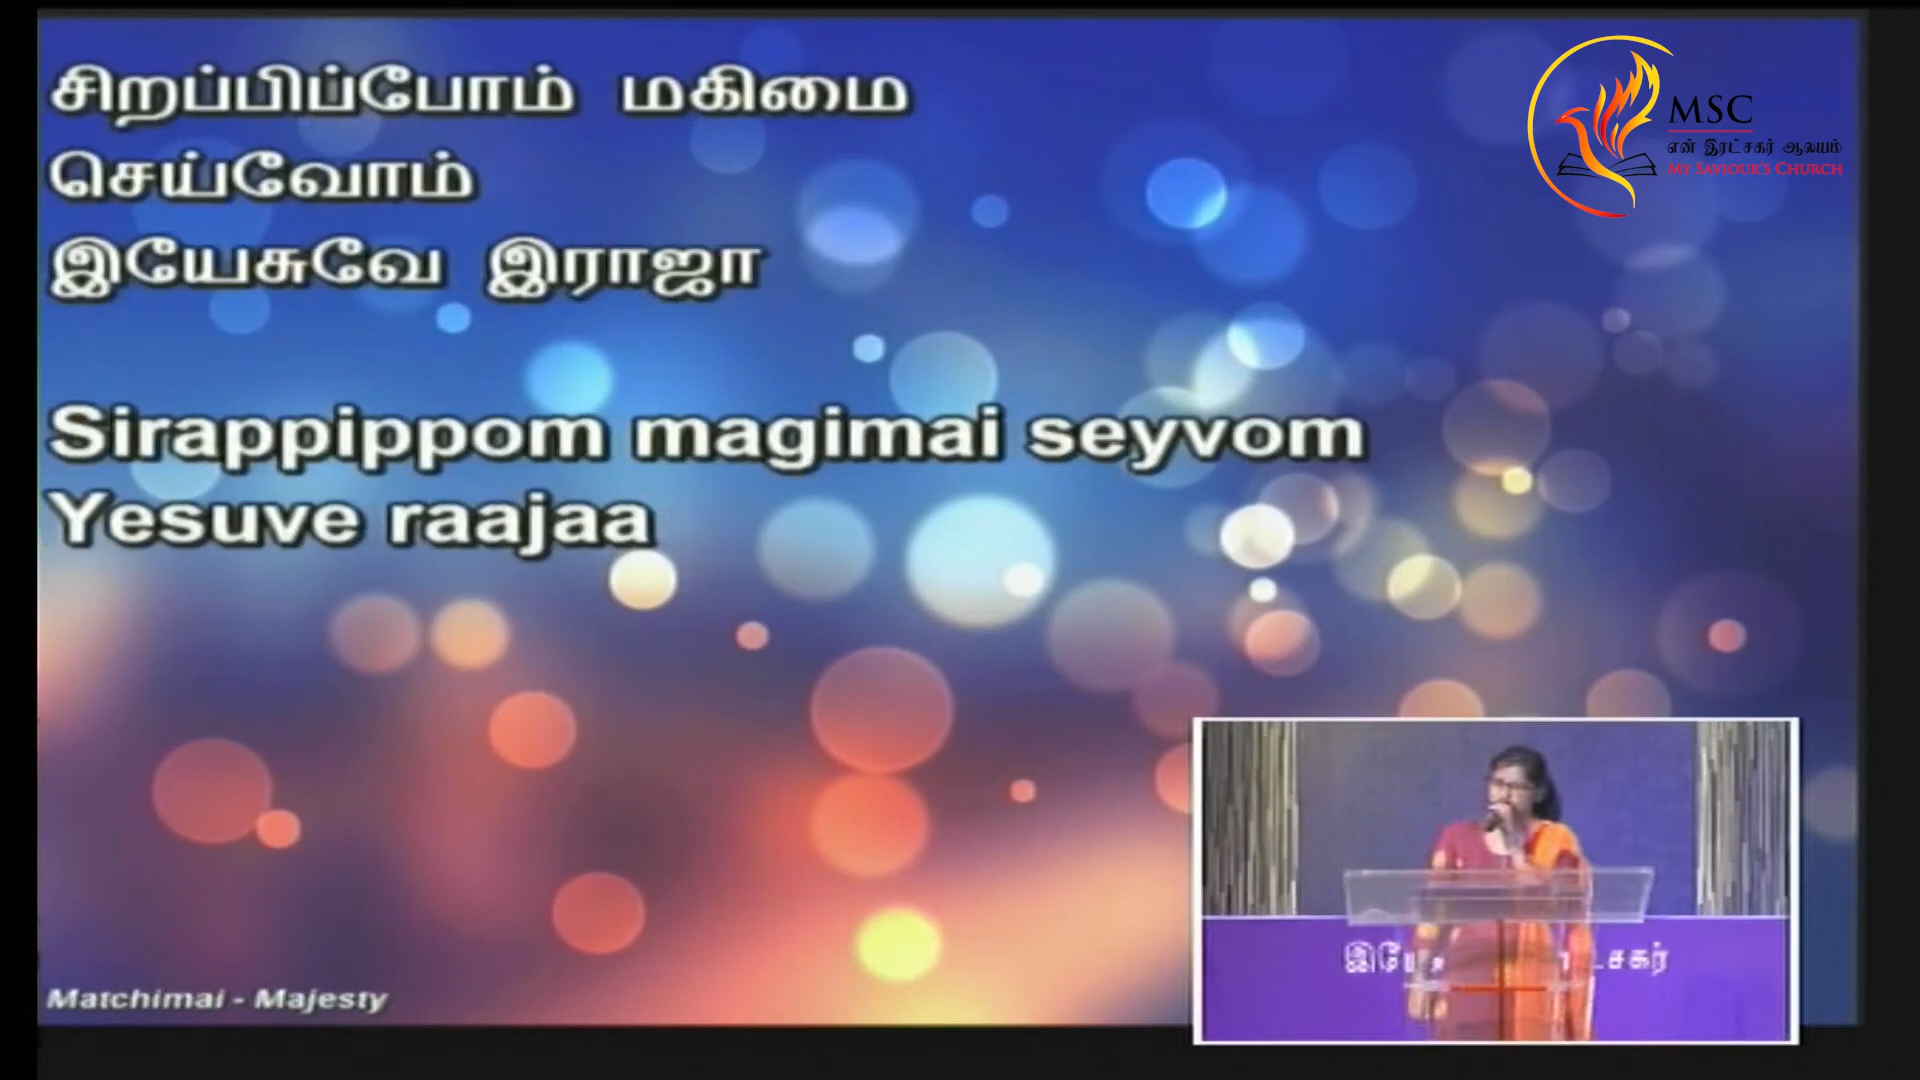 சிறப்பிப்போம் மகிமை
செய்வோம்
இயேசுவே இராஜா
Sirappippom magimai seyvom
Yesuve raajaa
Matchimai - Majesty
MSC
என் இரட்சகர் ஆலயம்
MY SAVIOUR'S CHURCH